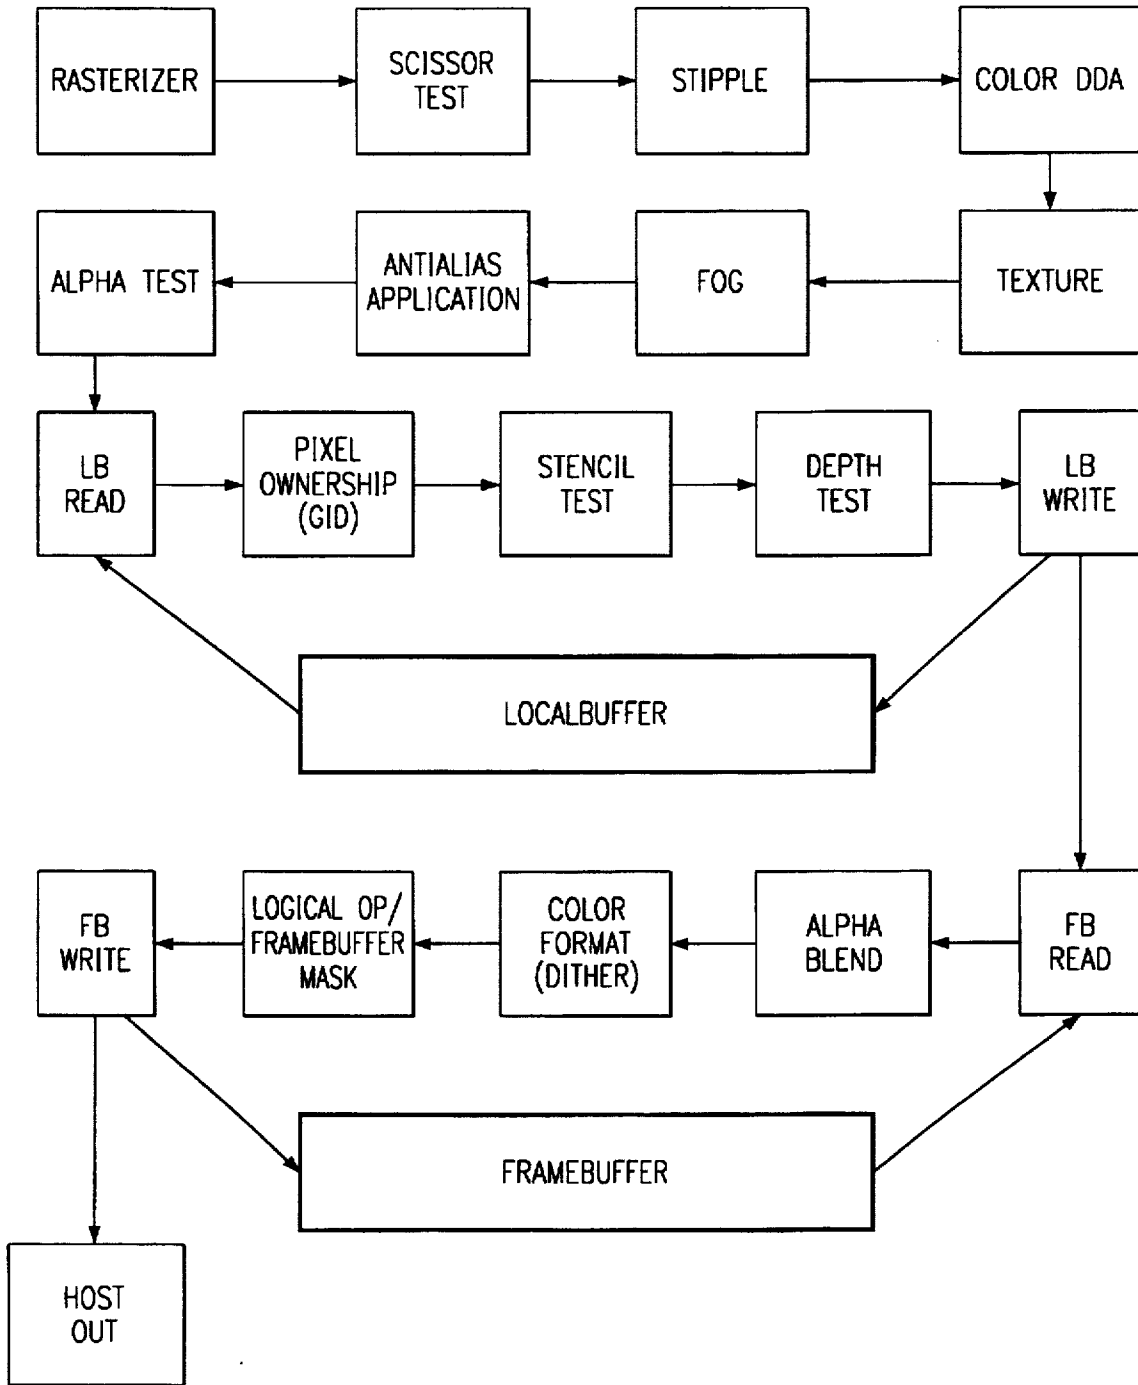 RASTERIZER
SCISSOR
TEST
STIPPLE
COLOR DDA
ALPHA TEST
ANTIALIAS
APPLICATION
FOG
TEXTURE
LB
READ
PIXEL
OWNERSHIP
(GID)
STENCIL
TEST
DEPTH
TEST
LB
WRITE
LOCALBUFFER
FB
WRITE
LOGICAL OP/
FRAMEBUFFER
MASK
COLOR
FORMAT
(DITHER)
ALPHA
BLEND
FB
READ
FRAMEBUFFER
HOST
OUT